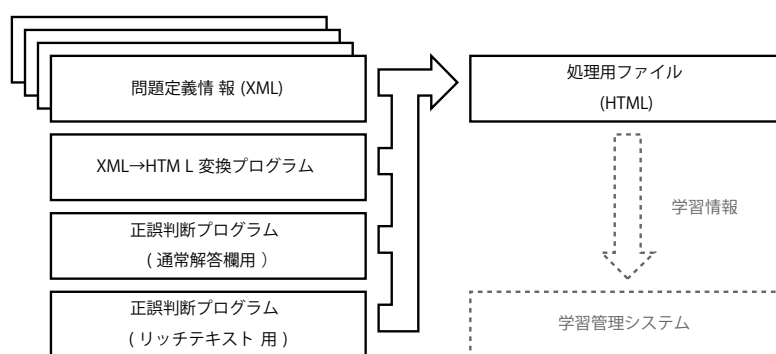 問題定義情報 (XML)
XML→HTML 変換プログラム
正誤判断プログラム
( 通常解答欄用 )
正誤判断プログラム
( リッチテキスト 用 )
処理用ファイル
(HTML)
学習情報
学習管理システム